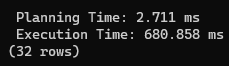 Planning Time: 2.711 ms
Execution Time: 680.858 ms
(32 rows)